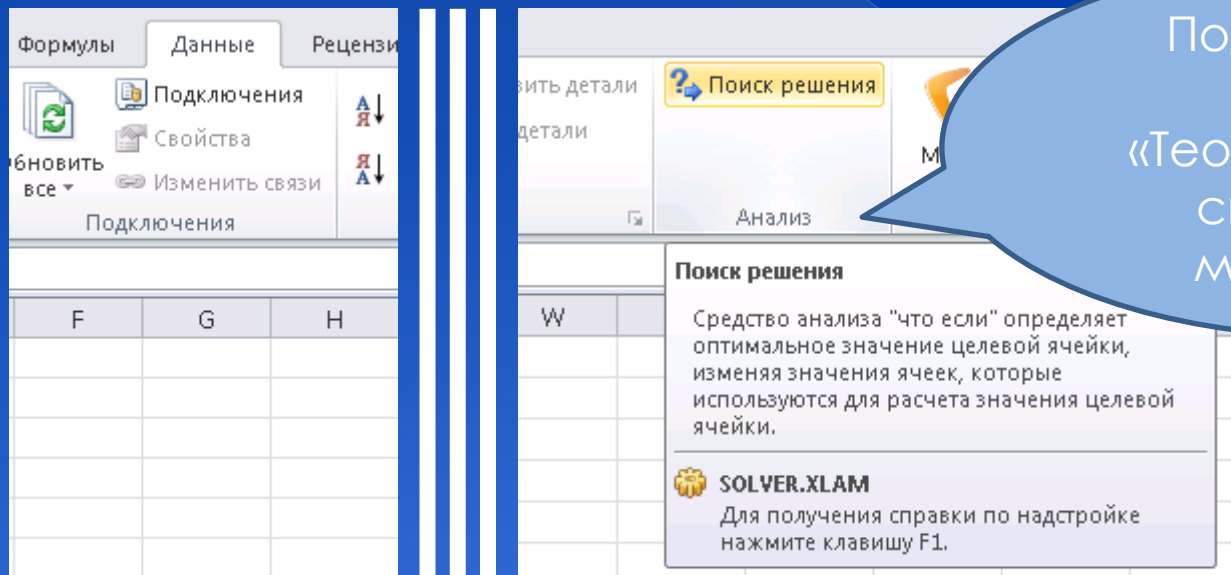 Формулы Данные Рецензи
Подключения
Свойства
Изменить связи
бновить
все
Подключения
А
Я
Я
А
F G H
вить детали
детали
Поиск решения
М
Анализ
W
Поиск решения
Средство анализа "что если" определяет
оптимальное значение целевой ячейки,
изменяя значения ячеек, которые
используются для расчета значения целевой
ячейки.
SOLVER.XLAM
Для получения справки по надстройке
нажмите клавишу F1.
По
«Тео
с
м